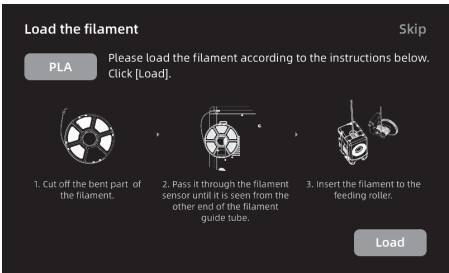 Load the filament
Skip
PLA
Please load the filament according to the instructions below.
Click [Load].
1. Cut off the bent part of
the filament.
2. Pass it through the filament
sensor until it is seen from the
other end of the filament
guide tube.
3. Insert the filament to the
feeding roller.
Load